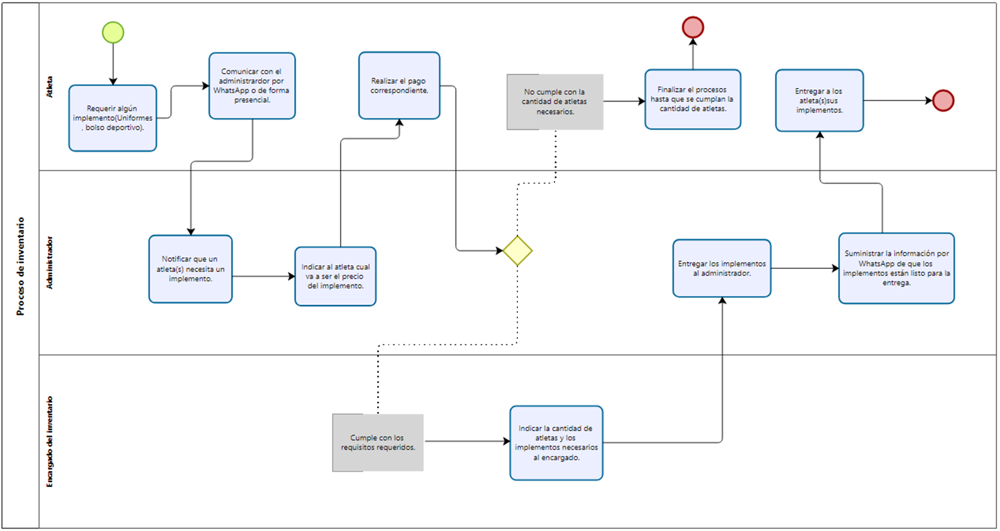 Proceso de inventario
Atleta
Requerir algún
implemento(Uniformes
, bolso deportivo).
Comunicar con el
administrardor por
WhatsApp o de forma
presencial.
Realizar el pago
correspondiente.
No cumple con la
cantidad de atletas
necesarios.
Finalizar el procesos
hasta que se cumplan la
cantidad de atletas.
Entregar a los
atleta(s)sus
implementos.
Administrador
Notificar que un
atleta(s) necesita un
implemento.
Indicar al atleta cual
va a ser el precio
del implemento.
Entregar los implementos
al administrador.
Suministrar la información por
WhatsApp de que los
implementos están listo para la
entrega.
Encargado del inventario
Cumple con los
requisitos requeridos.
Indicar la cantidad de
atletas y los
implementos necesarios
al encargado.